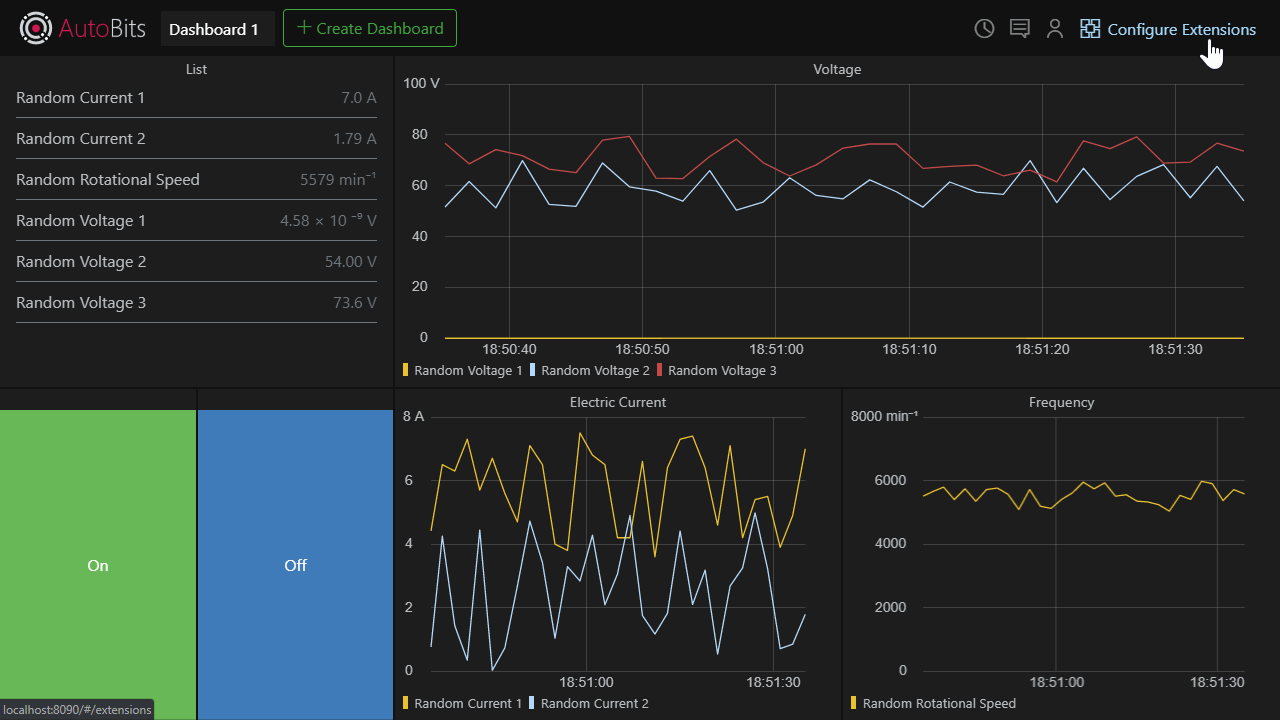 AutoBits Dashboard 1 + Create Dashboard Configure Extensions
List
Random Current 1 7.0 A
Random Current 2 1.79 A
Random Rotational Speed 5579 min⁻¹
Random Voltage 1 4.58 × 10 ⁻⁹ V
Random Voltage 2 54.00 V
Random Voltage 3 73.6 V
Voltage
100 V
80
60
40
20
0
18:50:40 18:50:50 18:51:00 18:51:10 18:51:20 18:51:30
Random Voltage 1 Random Voltage 2 Random Voltage 3
On
Off
Electric Current
8 A
6
4
2
0
18:51:00 18:51:30
Random Current 1 Random Current 2
Frequency
8000 min⁻¹
6000
4000
2000
0
18:51:00 18:51:30
Random Rotational Speed
localhost:8090/#/extensions